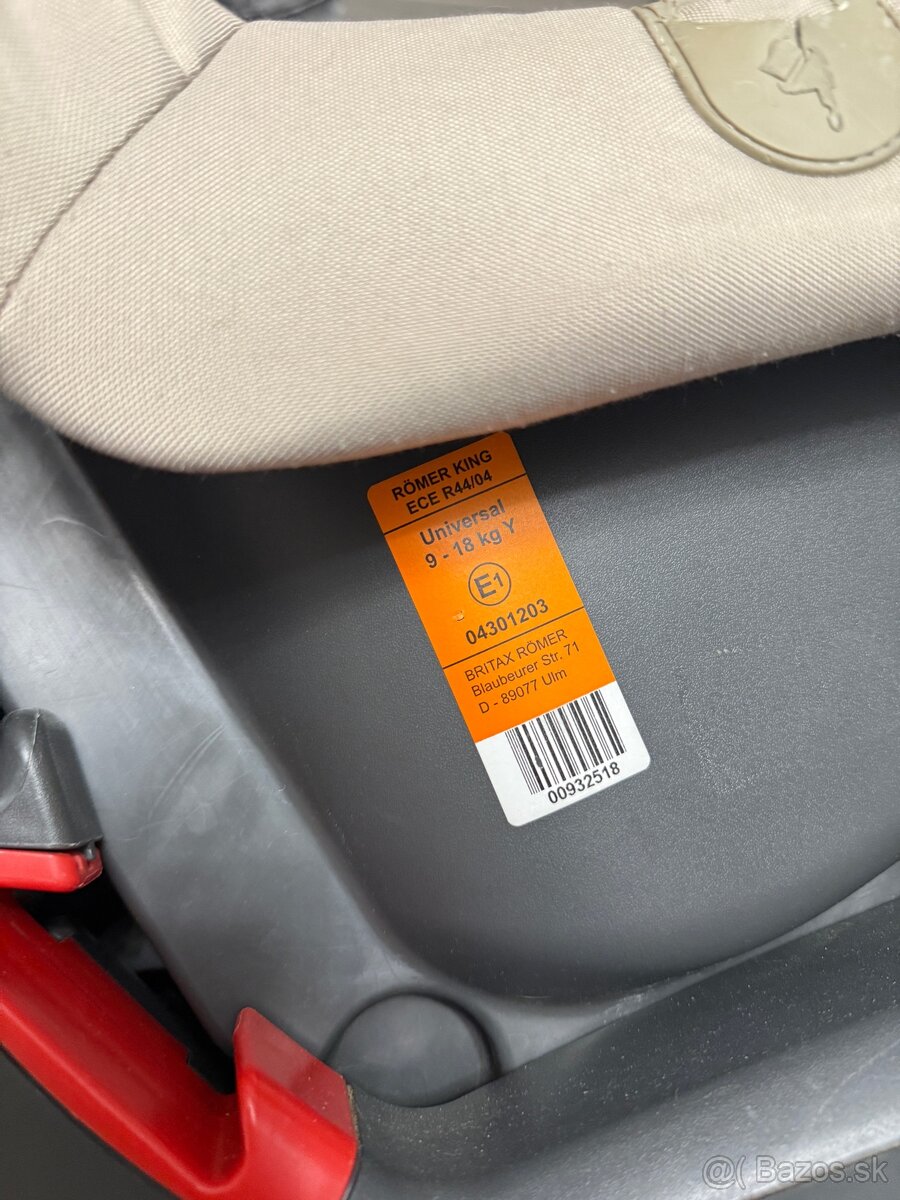 RÖMER KING
ECE R44/04
Universal
9 - 18 kg Y
E1
04301203
BRITAX RÖMER
Blaubeurer Str. 71
D - 89077 Ulm
00932518
@( Bazos.sk